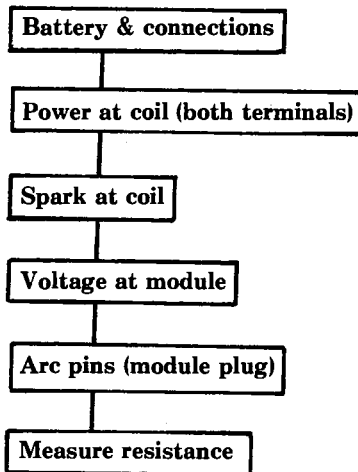 Battery & connections
Power at coil (both terminals)
Spark at coil
Voltage at module
Arc pins (module plug)
Measure resistance